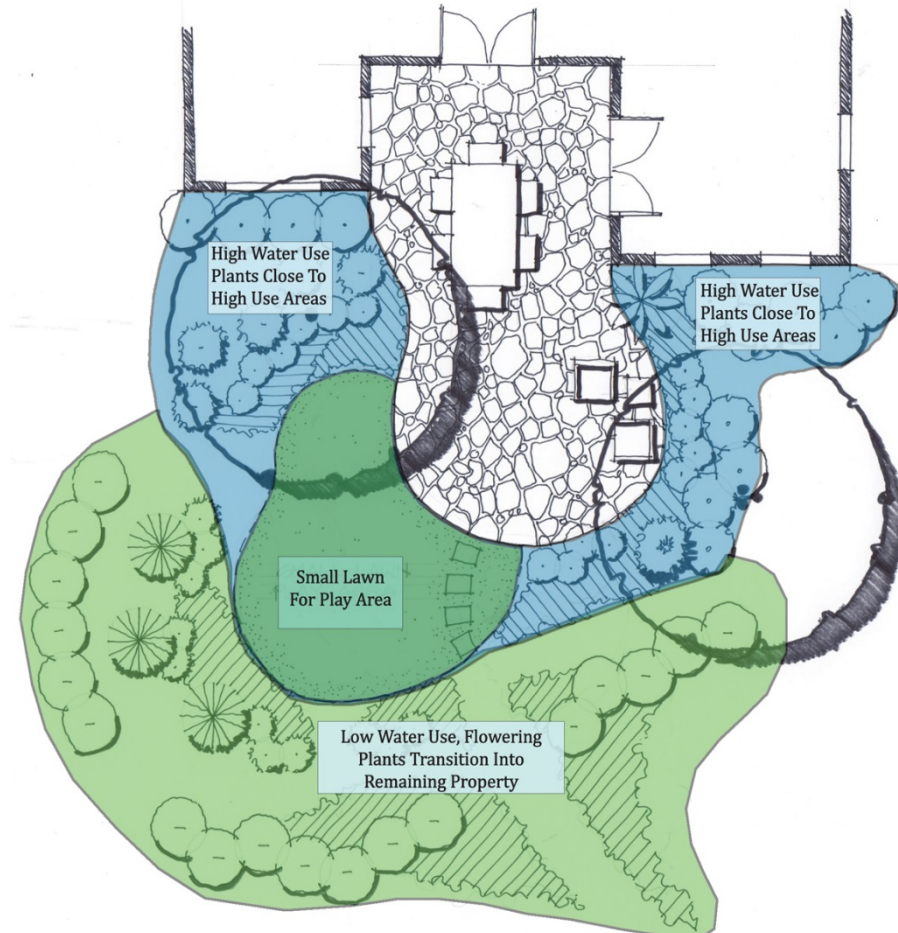 High Water Use
Plants Close To
High Use Areas
High Water Use
Plants Close To
High Use Areas
Small Lawn
For Play Area
Low Water Use, Flowering
Plants Transition Into
Remaining Property